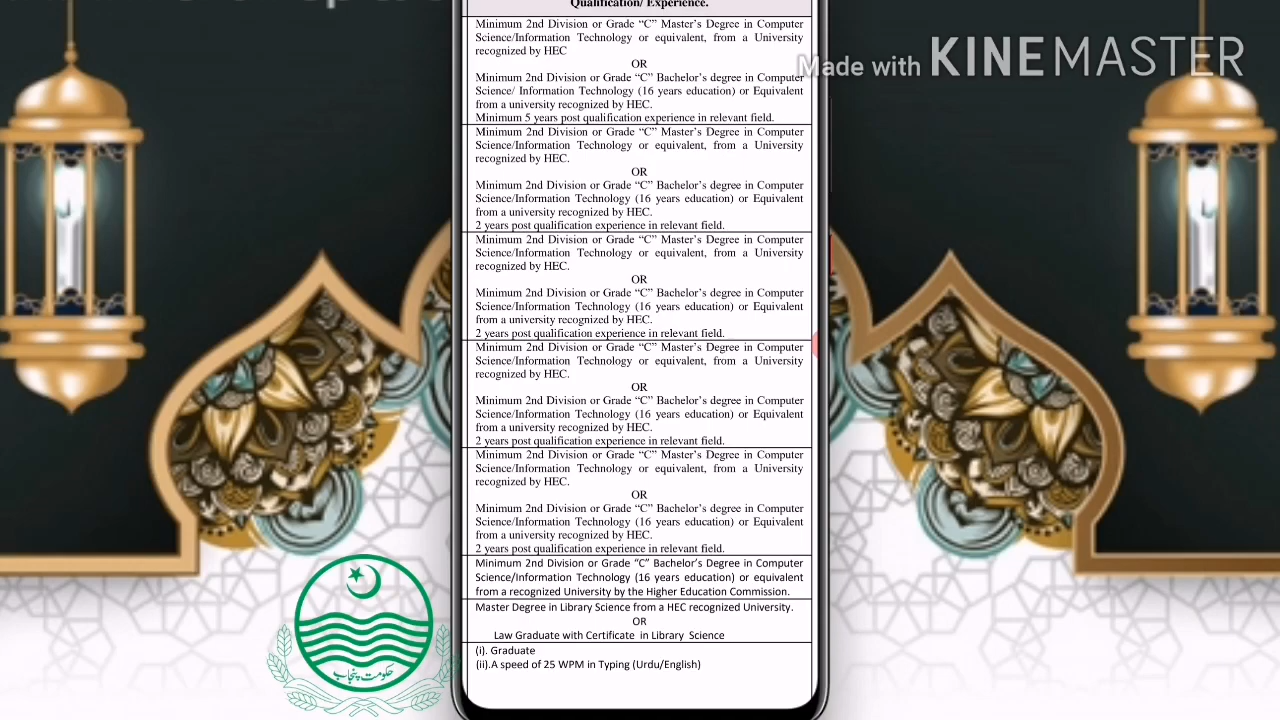 Qualification/ Experience.
Made with KINEMASTER
Minimum 2nd Division or Grade “C” Master’s Degree in Computer
Science/Information Technology or equivalent, from a University
recognized by HEC
OR
Minimum 2nd Division or Grade “C” Bachelor’s degree in Computer
Science/ Information Technology (16 years education) or Equivalent
from a university recognized by HEC.
Minimum 5 years post qualification experience in relevant field.
Minimum 2nd Division or Grade “C” Master’s Degree in Computer
Science/Information Technology or equivalent, from a University
recognized by HEC.
OR
Minimum 2nd Division or Grade “C” Bachelor’s degree in Computer
Science/Information Technology (16 years education) or Equivalent
from a university recognized by HEC.
2 years post qualification experience in relevant field.
Minimum 2nd Division or Grade “C” Master’s Degree in Computer
Science/Information Technology or equivalent, from a University
recognized by HEC.
OR
Minimum 2nd Division or Grade “C” Bachelor’s degree in Computer
Science/Information Technology (16 years education) or Equivalent
from a university recognized by HEC.
2 years post qualification experience in relevant field.
Minimum 2nd Division or Grade “C” Master’s Degree in Computer
Science/Information Technology or equivalent, from a University
recognized by HEC.
OR
Minimum 2nd Division or Grade “C” Bachelor’s degree in Computer
Science/Information Technology (16 years education) or Equivalent
from a university recognized by HEC.
2 years post qualification experience in relevant field.
Minimum 2nd Division or Grade “C” Master’s Degree in Computer
Science/Information Technology or equivalent, from a University
recognized by HEC.
OR
Minimum 2nd Division or Grade “C” Bachelor’s degree in Computer
Science/Information Technology (16 years education) or Equivalent
from a university recognized by HEC.
2 years post qualification experience in relevant field.
Minimum 2nd Division or Grade “C” Bachelor’s Degree in Computer
Science/Information Technology (16 years education) or equivalent
from a recognized University by the Higher Education Commission.
Master Degree in Library Science from a HEC recognized University.
OR
Law Graduate with Certificate in Library Science
(i). Graduate
(ii).A speed of 25 WPM in Typing (Urdu/English)
حکومت پنجاب